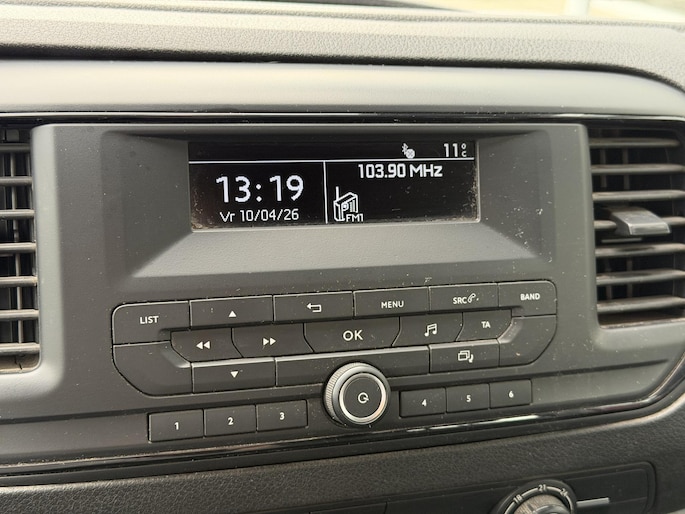 11°C
103.90 MHz
13:19
Vr 10/04/26
FM1
LIST
MENU
SRC
BAND
OK
TA
1 2 3 4 5 6